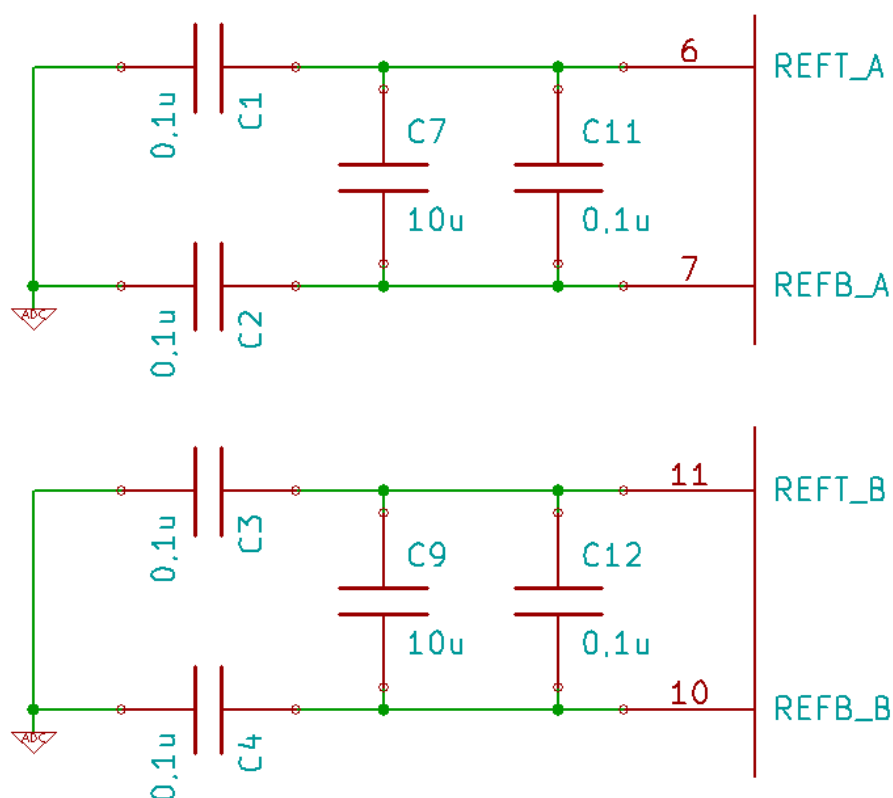 6
REFT_A
0,1u
C1
C7
10u
C11
0,1u
7
REFB_A
ADC
0,1u
C2
11
REFT_B
0,1u
C3
C9
10u
C12
0,1u
10
REFB_B
ADC
0,1u
C4